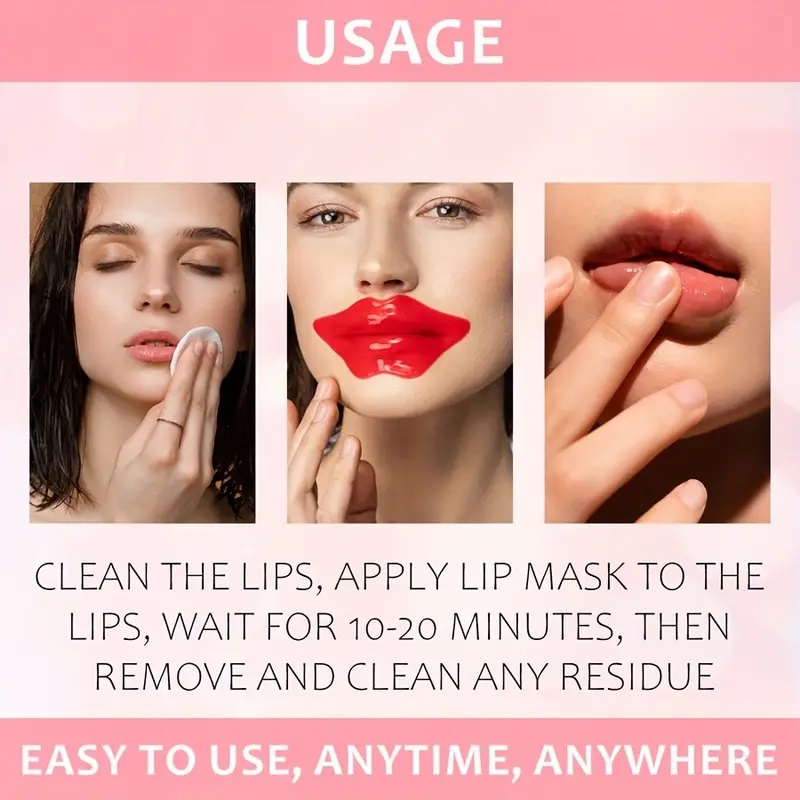 USAGE
CLEAN THE LIPS, APPLY LIP MASK TO THE
LIPS, WAIT FOR 10-20 MINUTES, THEN
REMOVE AND CLEAN ANY RESIDUE
EASY TO USE, ANYTIME, ANYWHERE